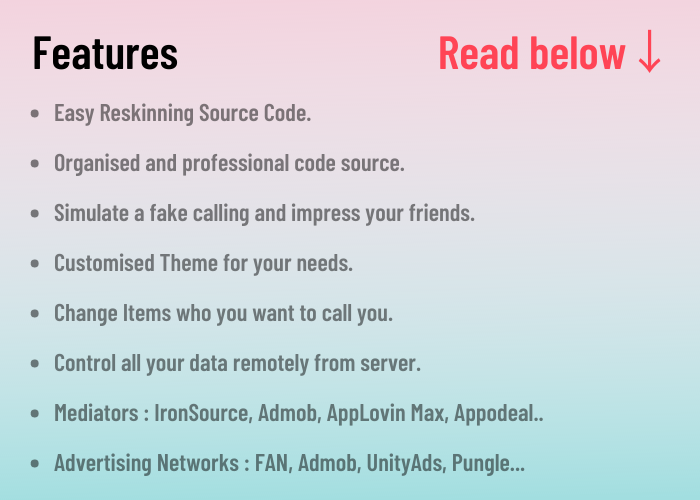 Features
Read below ↓
• Easy Reskinning Source Code.
• Organised and professional code source.
• Simulate a fake calling and impress your friends.
• Customised Theme for your needs.
• Change Items who you want to call you.
• Control all your data remotely from server.
• Mediators : IronSource, Admob, AppLovin Max, Appodeal..
• Advertising Networks : FAN, Admob, UnityAds, Pungle...